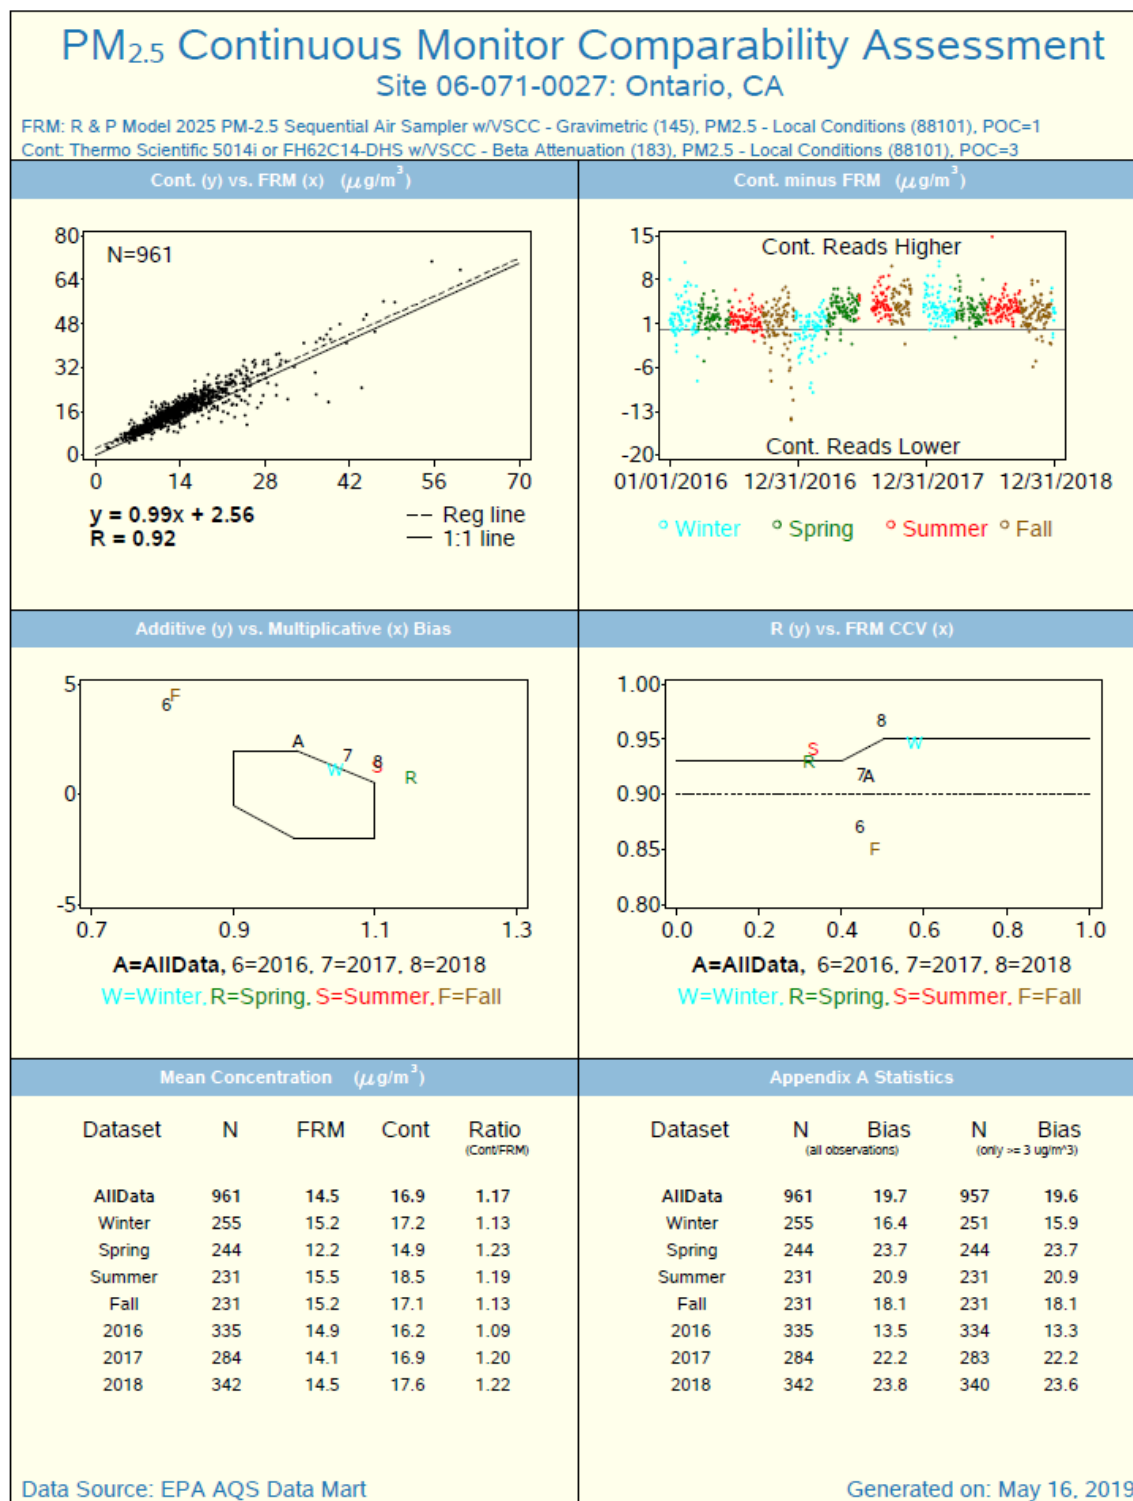 PM2.5 Continuous Monitor Comparability Assessment
Site 06-071-0027: Ontario, CA
FRM: R & P Model 2025 PM-2.5 Sequential Air Sampler w/VSCC - Gravimetric (145), PM2.5 - Local Conditions (88101), POC=1
Cont: Thermo Scientific 5014i or FH62C14-DHS w/VSCC - Beta Attenuation (183), PM2.5 - Local Conditions (88101), POC=3
Cont. (y) vs. FRM (x) (μg/m³)
80
64
48
32
16
0
N=961
0 14 28 42 56 70
y = 0.99x + 2.56
R = 0.92
Reg line
1:1 line
Cont. minus FRM (μg/m³)
15
8
1
-6
-13
-20
Cont. Reads Higher
Cont. Reads Lower
01/01/2016 12/31/2016 12/31/2017 12/31/2018
Winter Spring Summer Fall
Additive (y) vs. Multiplicative (x) Bias
5
0
-5
6 F
A
7
8
W
S
R
0.7 0.9 1.1 1.3
A=AllData, 6=2016, 7=2017, 8=2018
W=Winter, R=Spring, S=Summer, F=Fall
R (y) vs. FRM CCV (x)
1.00
0.95
0.90
0.85
0.80
8
W
S
R
7A
6
F
0.0 0.2 0.4 0.6 0.8 1.0
A=AllData, 6=2016, 7=2017, 8=2018
W=Winter, R=Spring, S=Summer, F=Fall
Mean Concentration (μg/m³)
Dataset N FRM Cont Ratio
(Cont/FRM)
AllData 961 14.5 16.9 1.17
Winter 255 15.2 17.2 1.13
Spring 244 12.2 14.9 1.23
Summer 231 15.5 18.5 1.19
Fall 231 15.2 17.1 1.13
2016 335 14.9 16.2 1.09
2017 284 14.1 16.9 1.20
2018 342 14.5 17.6 1.22
Appendix A Statistics
Dataset N Bias N Bias
(all observations) (only >= 3 ug/m^3)
AllData 961 19.7 957 19.6
Winter 255 16.4 251 15.9
Spring 244 23.7 244 23.7
Summer 231 20.9 231 20.9
Fall 231 18.1 231 18.1
2016 335 13.5 334 13.3
2017 284 22.2 283 22.2
2018 342 23.8 340 23.6
Data Source: EPA AQS Data Mart
Generated on: May 16, 2019